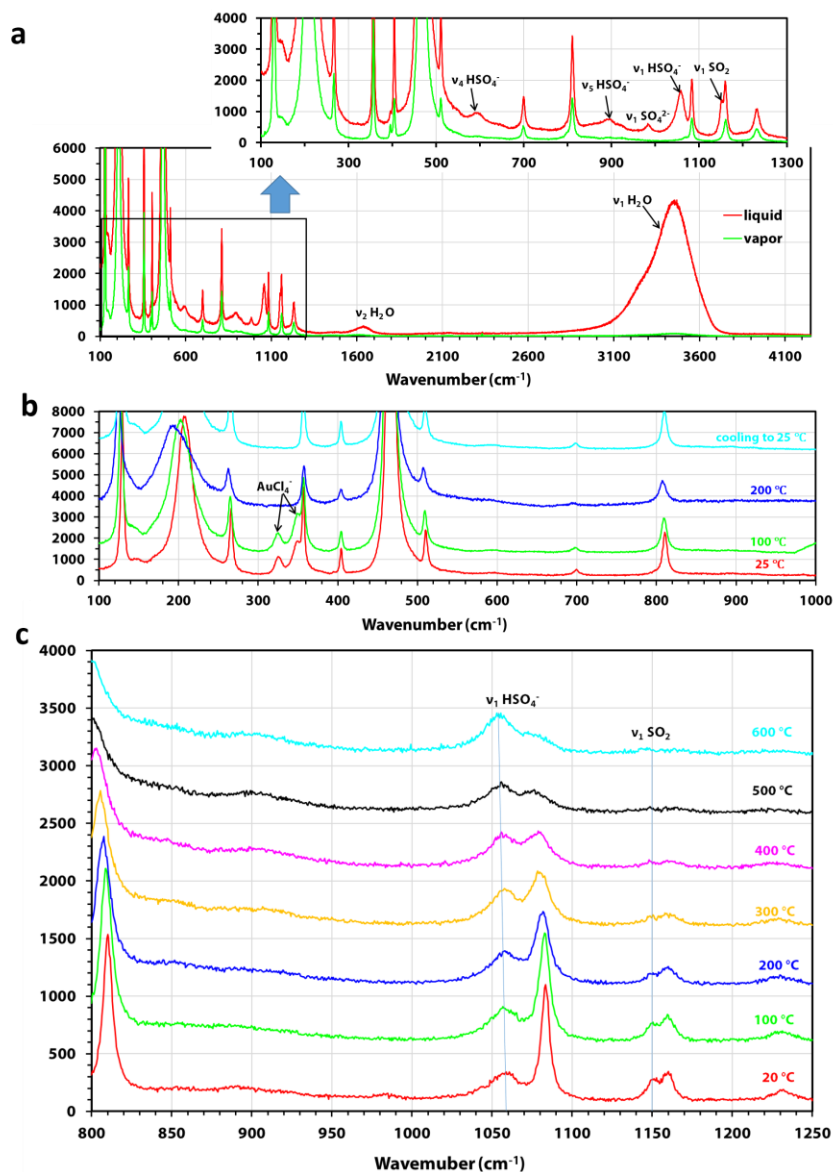 a
4000
3000
2000
1000
0
ν4 HSO4-
ν5 HSO4-
ν1 SO42-
ν1 HSO4-
ν1 SO2
100 300 500 700 900 1100 1300
6000
5000
4000
3000
2000
1000
0
ν2 H2O
ν1 H2O
liquid
vapor
100 600 1100 1600 2100 2600 3100 3600 4100
Wavenumber (cm-1)
b
8000
7000
6000
5000
4000
3000
2000
1000
0
AuCl4-
cooling to 25 °C
200 °C
100 °C
25 °C
100 200 300 400 500 600 700 800 900 1000
Wavenumber (cm-1)
c
4000
3500
3000
2500
2000
1500
1000
500
0
ν1 HSO4-
ν1 SO2
600 °C
500 °C
400 °C
300 °C
200 °C
100 °C
20 °C
800 850 900 950 1000 1050 1100 1150 1200 1250
Wavemuber (cm-1)